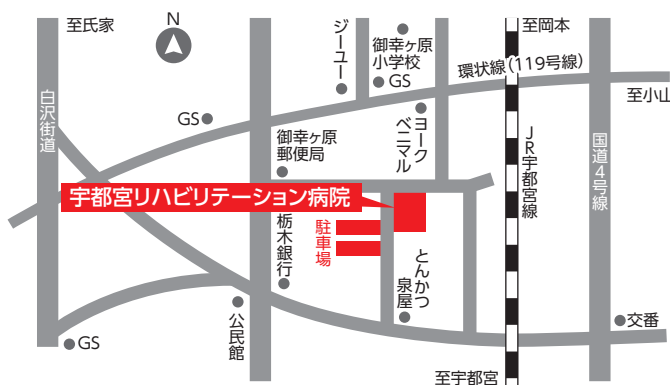 至氏家
N
ジーユー
御幸ヶ原
小学校
GS
至岡本
環状線(119号線)
至小山
白沢街道
GS
御幸ヶ原
郵便局
ヨーク
ベニマル
JR宇都宮線
国道4号線
宇都宮リハビリテーション病院
栃木銀行
駐車場
とんかつ
泉屋
公民館
GS
交番
至宇都宮